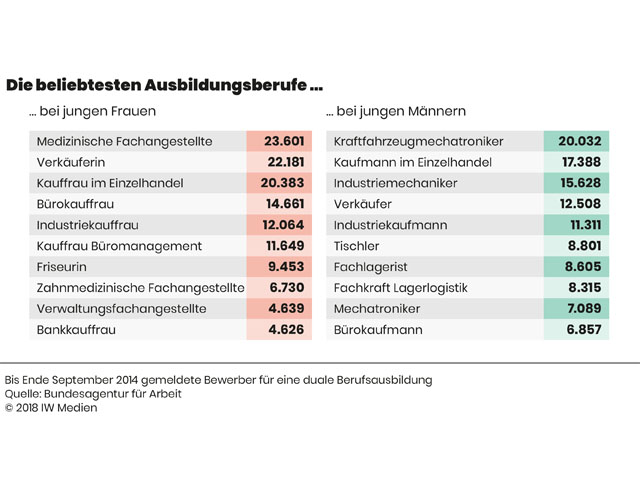 Die beliebtesten Ausbildungsberufe ...
... bei jungen Frauen
Medizinische Fachangestellte 23.601
Verkäuferin 22.181
Kauffrau im Einzelhandel 20.383
Bürokauffrau 14.661
Industriekauffrau 12.064
Kauffrau Büromanagement 11.649
Friseurin 9.453
Zahnmedizinische Fachangestellte 6.730
Verwaltungsfachangestellte 4.639
Bankkauffrau 4.626
... bei jungen Männern
Kraftfahrzeugmechatroniker 20.032
Kaufmann im Einzelhandel 17.388
Industriemechaniker 15.628
Verkäufer 12.508
Industriekaufmann 11.311
Tischler 8.801
Fachlagerist 8.605
Fachkraft Lagerlogistik 8.315
Mechatroniker 7.089
Bürokaufmann 6.857
Bis Ende September 2014 gemeldete Bewerber für eine duale Berufsausbildung
Quelle: Bundesagentur für Arbeit
© 2018 IW Medien